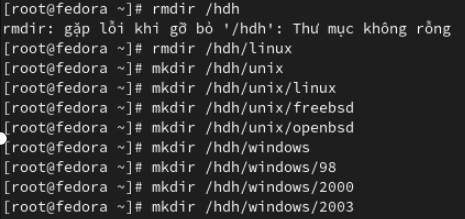 [root@fedora ~]# rmdir /hdh
rmdir: gặp lỗi khi gỡ bỏ '/hdh': Thư mục không rỗng
[root@fedora ~]# rmdir /hdh/linux
[root@fedora ~]# mkdir /hdh/unix
[root@fedora ~]# mkdir /hdh/unix/linux
[root@fedora ~]# mkdir /hdh/unix/freebsd
[root@fedora ~]# mkdir /hdh/unix/openbsd
[root@fedora ~]# mkdir /hdh/windows
[root@fedora ~]# mkdir /hdh/windows/98
[root@fedora ~]# mkdir /hdh/windows/2000
[root@fedora ~]# mkdir /hdh/windows/2003